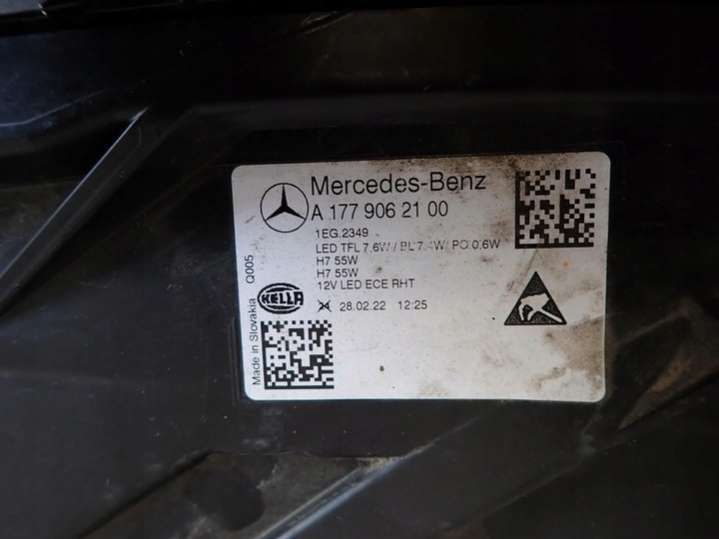 Mercedes-Benz
A 177 906 21 00
1EG.2349
LED TFL 7,6W / BL 7,4W/ PO 0,6W
H7 55W
H7 55W
12V LED ECE RHT
HELLA
28.02.22 12:25
Made in Slovakia Q005